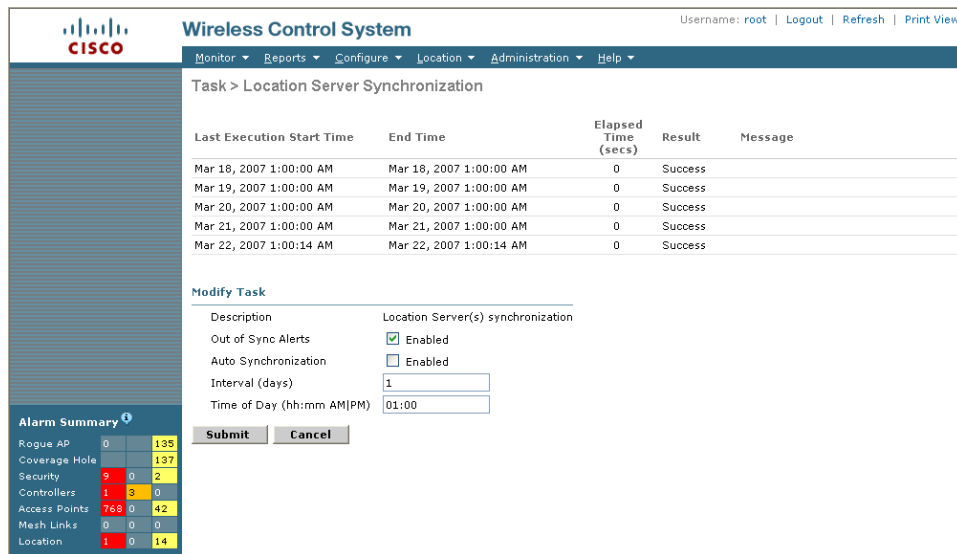 Username: root | Logout | Refresh | Print View
CISCO
Wireless Control System
Monitor Reports Configure Location Administration Help
Task > Location Server Synchronization
Last Execution Start Time End Time Elapsed Time (secs) Result Message
Mar 18, 2007 1:00:00 AM Mar 18, 2007 1:00:00 AM 0 Success
Mar 19, 2007 1:00:00 AM Mar 19, 2007 1:00:00 AM 0 Success
Mar 20, 2007 1:00:00 AM Mar 20, 2007 1:00:00 AM 0 Success
Mar 21, 2007 1:00:00 AM Mar 21, 2007 1:00:00 AM 0 Success
Mar 22, 2007 1:00:14 AM Mar 22, 2007 1:00:14 AM 0 Success
Modify Task
Description Location Server(s) synchronization
Out of Sync Alerts Enabled
Auto Synchronization Enabled
Interval (days) 1
Time of Day (hh:mm AM|PM) 01:00
Submit Cancel
Alarm Summary
Rogue AP 0 135
Coverage Hole 137
Security 9 0 2
Controllers 1 3 0
Access Points 768 0 42
Mesh Links 0 0 0
Location 1 0 14